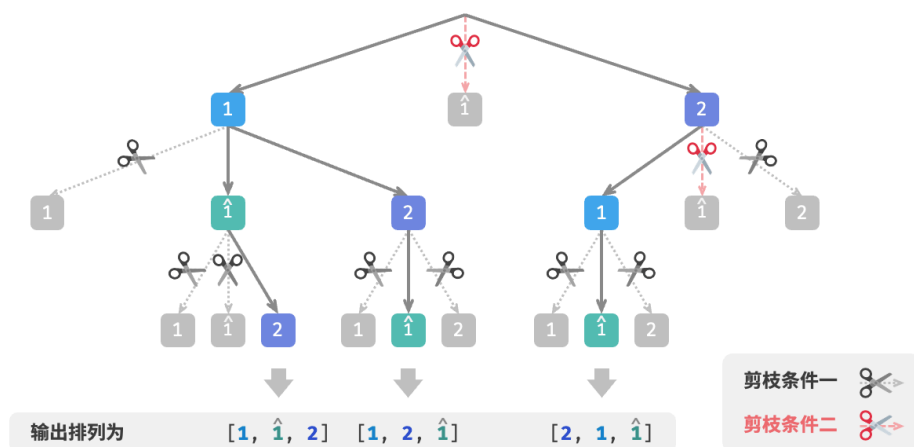 1 1̂ 2
1 1̂ 2 1 1̂ 2
1 1̂ 2 1 1̂ 2 1 1̂ 2
剪枝条件一
剪枝条件二
输出排列为 [1, 1̂, 2] [1, 2, 1̂] [2, 1, 1̂]